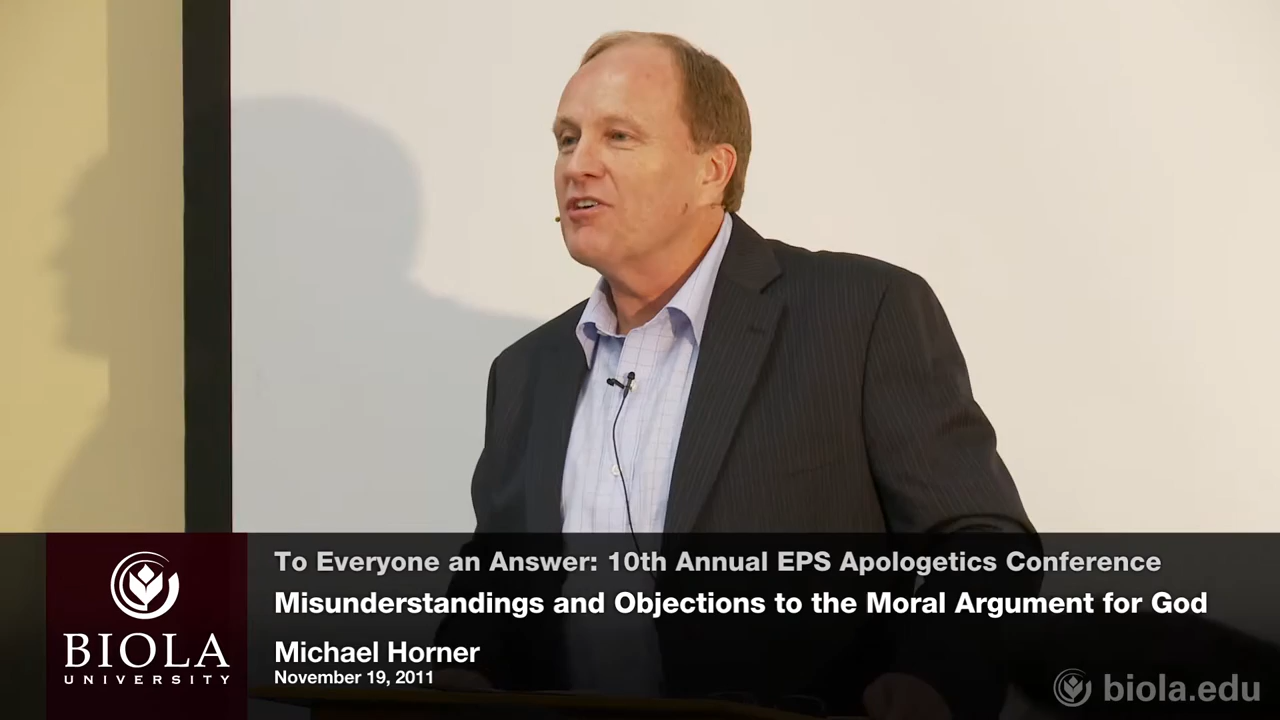 To Everyone an Answer: 10th Annual EPS Apologetics Conference
Misunderstandings and Objections to the Moral Argument for God
Michael Horner
November 19, 2011
BIOLA
UNIVERSITY
biola.edu